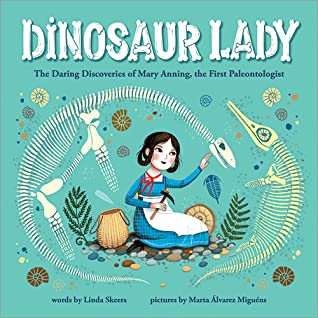 DINOSAUR LADY
The Daring Discoveries of Mary Anning, the First Paleontologist
words by Linda Skeers pictures by Marta Álvarez Miguéns